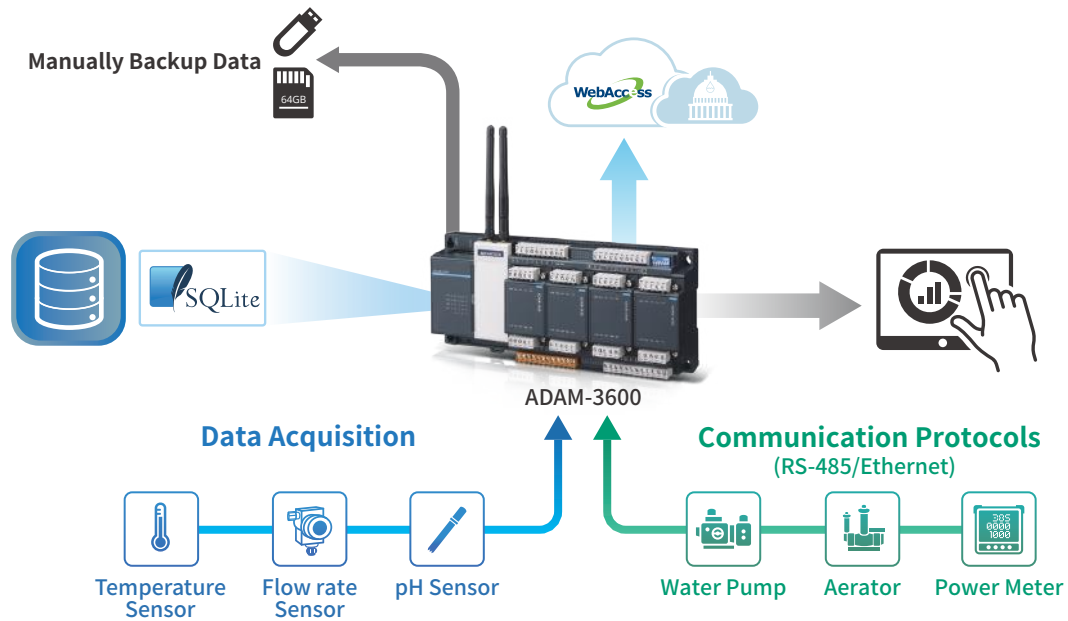 Manually Backup Data
64GB
WebAccess
SQLite
ADAM-3600
Data Acquisition
Communication Protocols
(RS-485/Ethernet)
Temperature
Sensor
Flow rate
Sensor
pH Sensor
Water Pump
Aerator
Power Meter